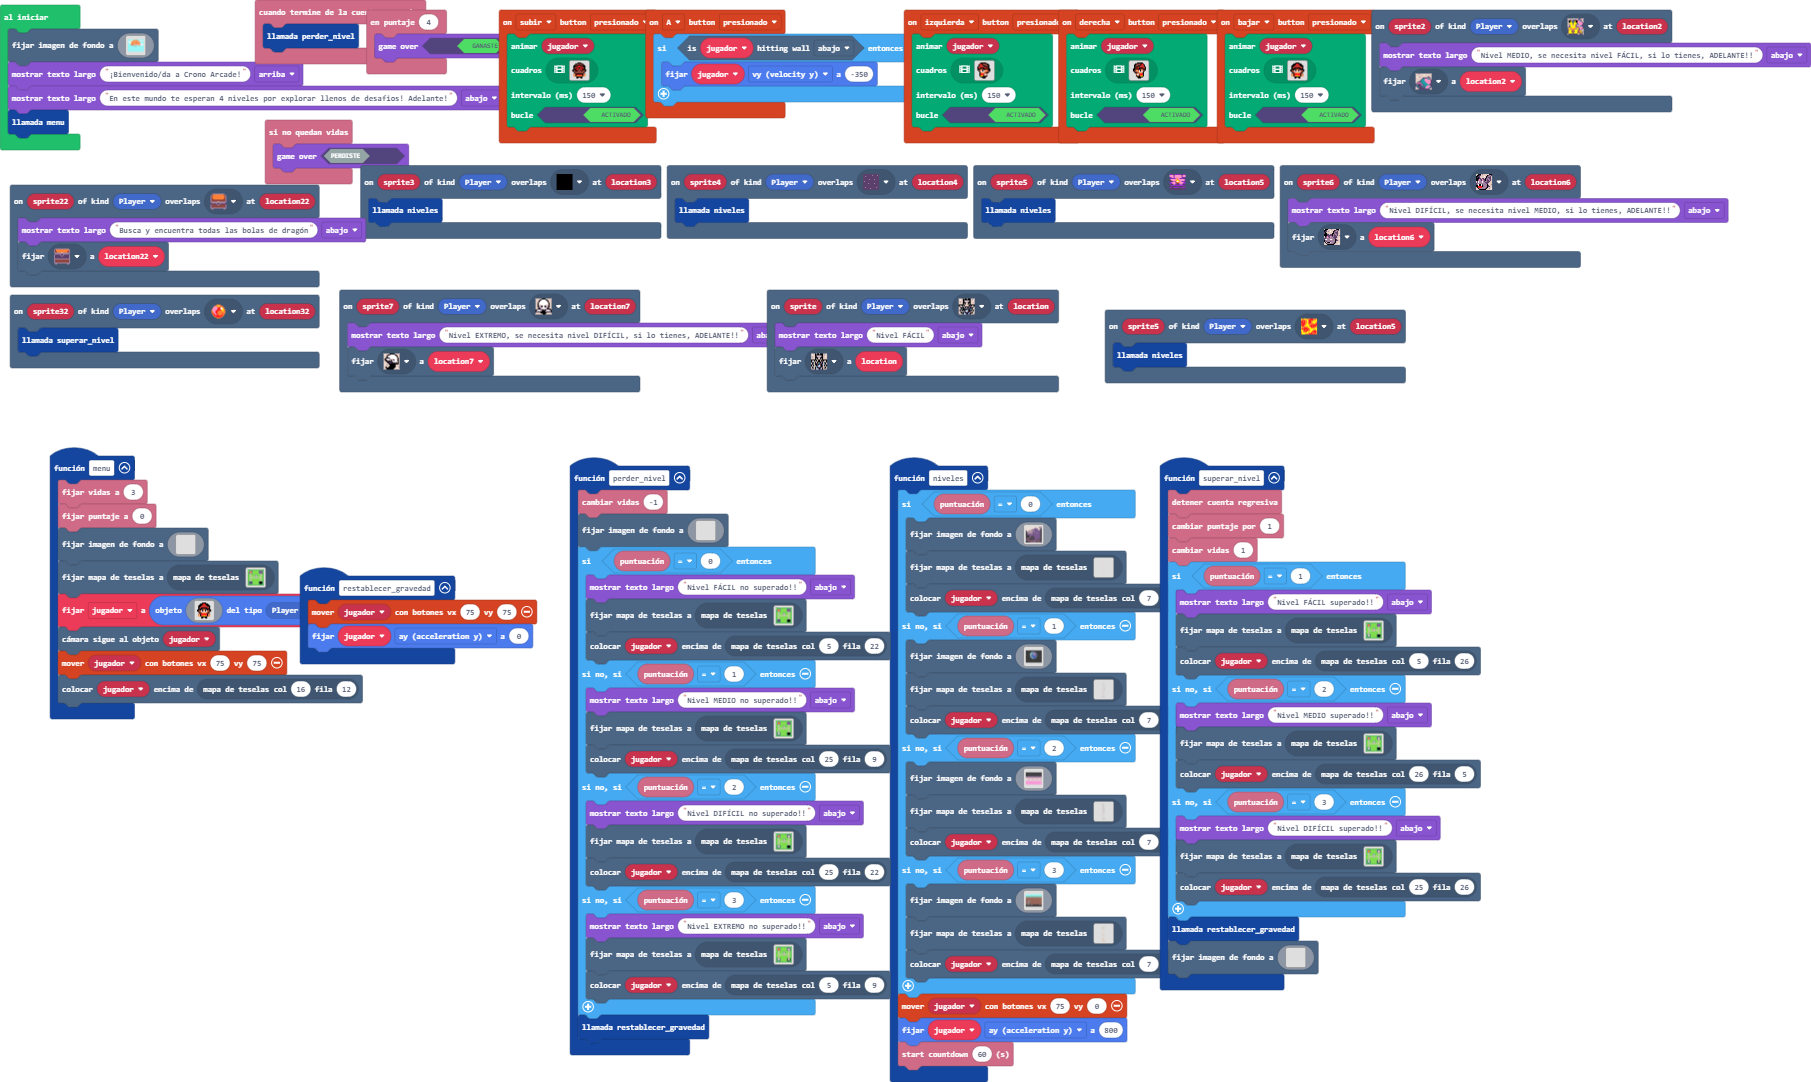 al iniciar
fijar imagen de fondo a
mostrar texto largo "¡Bienvenido/da a Crono Arcade!" arriba
mostrar texto largo "En este mundo te esperan 4 niveles por explorar llenos de desafíos! Adelante!" abajo
llamada menu
cuando termine de la cuen
llamada perder_nivel
en puntaje 4
game over GANASTE
si no quedan vidas
game over PERDISTE
on subir button presionado
animar jugador
cuadros
intervalo (ms) 150
bucle ACTIVADO
on A button presionado
si is jugador hitting wall abajo entonces
fijar jugador vy (velocity y) a -350
on izquierda button presionado
animar jugador
cuadros
intervalo (ms) 150
bucle ACTIVADO
on derecha button presionado
animar jugador
cuadros
intervalo (ms) 150
bucle ACTIVADO
on bajar button presionado
animar jugador
cuadros
intervalo (ms) 150
bucle ACTIVADO
on sprite2 of kind Player overlaps at location2
mostrar texto largo "Nivel MEDIO, se necesita nivel FÁCIL, si lo tienes, ADELANTE!!" abajo
fijar a location2
on sprite22 of kind Player overlaps at location22
mostrar texto largo "Busca y encuentra todas las bolas de dragón" abajo
fijar a location22
on sprite3 of kind Player overlaps at location3
llamada niveles
on sprite4 of kind Player overlaps at location4
llamada niveles
on sprite5 of kind Player overlaps at location5
llamada niveles
on sprite6 of kind Player overlaps at location6
mostrar texto largo "Nivel DIFÍCIL, se necesita nivel MEDIO, si lo tienes, ADELANTE!!" abajo
fijar a location6
on sprite32 of kind Player overlaps at location32
llamada superar_nivel
on sprite7 of kind Player overlaps at location7
mostrar texto largo "Nivel EXTREMO, se necesita nivel DIFÍCIL, si lo tienes, ADELANTE!!" ab
fijar a location7
on sprite of kind Player overlaps at location
mostrar texto largo "Nivel FÁCIL" abajo
fijar a location
on sprite5 of kind Player overlaps at location5
llamada niveles
función menu
fijar vidas a 3
fijar puntaje a 0
fijar imagen de fondo a
fijar mapa de teselas a mapa de teselas
fijar jugador a objeto del tipo Player
cámara sigue al objeto jugador
mover jugador con botones vx 75 vy 75
colocar jugador encima de mapa de teselas col 16 fila 12
función restablecer_gravedad
mover jugador con botones vx 75 vy 75
fijar jugador ay (acceleration y) a 0
función perder_nivel
cambiar vidas -1
fijar imagen de fondo a
si puntuación = 0 entonces
mostrar texto largo "Nivel FÁCIL no superado!!" abajo
fijar mapa de teselas a mapa de teselas
colocar jugador encima de mapa de teselas col 5 fila 22
si no, si puntuación = 1 entonces
mostrar texto largo "Nivel MEDIO no superado!!" abajo
fijar mapa de teselas a mapa de teselas
colocar jugador encima de mapa de teselas col 25 fila 9
si no, si puntuación = 2 entonces
mostrar texto largo "Nivel DIFÍCIL no superado!!" abajo
fijar mapa de teselas a mapa de teselas
colocar jugador encima de mapa de teselas col 25 fila 22
si no, si puntuación = 3 entonces
mostrar texto largo "Nivel EXTREMO no superado!!" abajo
fijar mapa de teselas a mapa de teselas
colocar jugador encima de mapa de teselas col 5 fila 9
llamada restablecer_gravedad
función niveles
si puntuación = 0 entonces
fijar imagen de fondo a
fijar mapa de teselas a mapa de teselas
colocar jugador encima de mapa de teselas col 7
si no, si puntuación = 1 entonces
fijar imagen de fondo a
fijar mapa de teselas a mapa de teselas
colocar jugador encima de mapa de teselas col 7
si no, si puntuación = 2 entonces
fijar imagen de fondo a
fijar mapa de teselas a mapa de teselas
colocar jugador encima de mapa de teselas col 7
si no, si puntuación = 3 entonces
fijar imagen de fondo a
fijar mapa de teselas a mapa de teselas
colocar jugador encima de mapa de teselas col 7
mover jugador con botones vx 75 vy 0
fijar jugador ay (acceleration y) a 800
start countdown 60 (s)
función superar_nivel
detener cuenta regresiva
cambiar puntaje por 1
cambiar vidas 1
si puntuación = 1 entonces
mostrar texto largo "Nivel FÁCIL superado!!" abajo
fijar mapa de teselas a mapa de teselas
colocar jugador encima de mapa de teselas col 5 fila 26
si no, si puntuación = 2 entonces
mostrar texto largo "Nivel MEDIO superado!!" abajo
fijar mapa de teselas a mapa de teselas
colocar jugador encima de mapa de teselas col 26 fila 5
si no, si puntuación = 3 entonces
mostrar texto largo "Nivel DIFÍCIL superado!!" abajo
fijar mapa de teselas a mapa de teselas
colocar jugador encima de mapa de teselas col 25 fila 26
llamada restablecer_gravedad
fijar imagen de fondo a